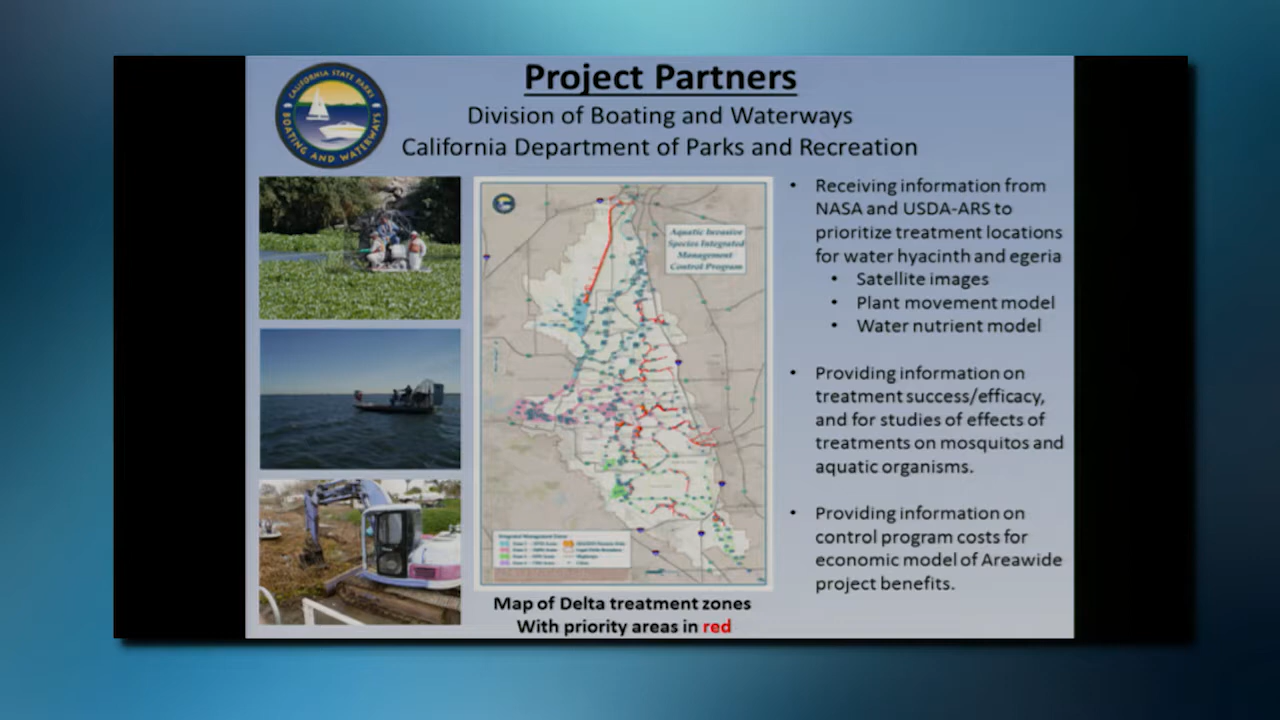 Project Partners
Division of Boating and Waterways
California Department of Parks and Recreation
CALIFORNIA STATE PARKS
BOATING AND WATERWAYS
Aquatic Invasive
Species Integrated
Management
Control Program
Map of Delta treatment zones
With priority areas in red
• Receiving information from
NASA and USDA-ARS to
prioritize treatment locations
for water hyacinth and egeria
• Satellite images
• Plant movement model
• Water nutrient model
• Providing information on
treatment success/efficacy,
and for studies of effects of
treatments on mosquitos and
aquatic organisms.
• Providing information on
control program costs for
economic model of Areawide
project benefits.